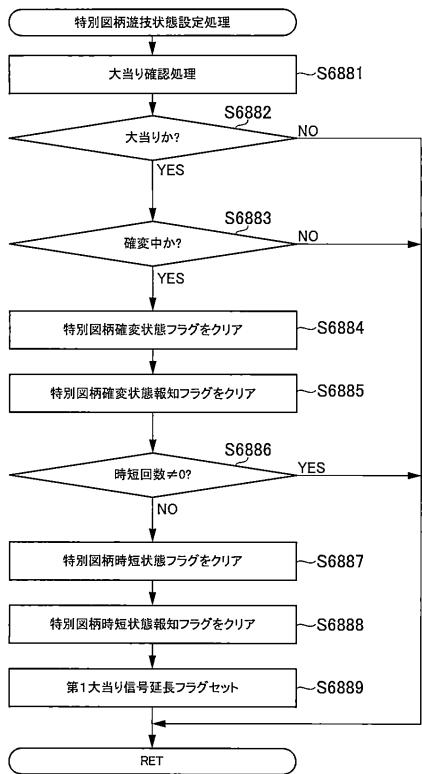 特別図柄遊技状態設定処理
大当り確認処理
S6881
S6882
大当りか?
NO
YES
S6883
確変中か?
NO
YES
特別図柄確変状態フラグをクリア
S6884
特別図柄確変状態報知フラグをクリア
S6885
S6886
時短回数≠0?
YES
NO
特別図柄時短状態フラグをクリア
S6887
特別図柄時短状態報知フラグをクリア
S6888
第1大当り信号延長フラグセット
S6889
RET